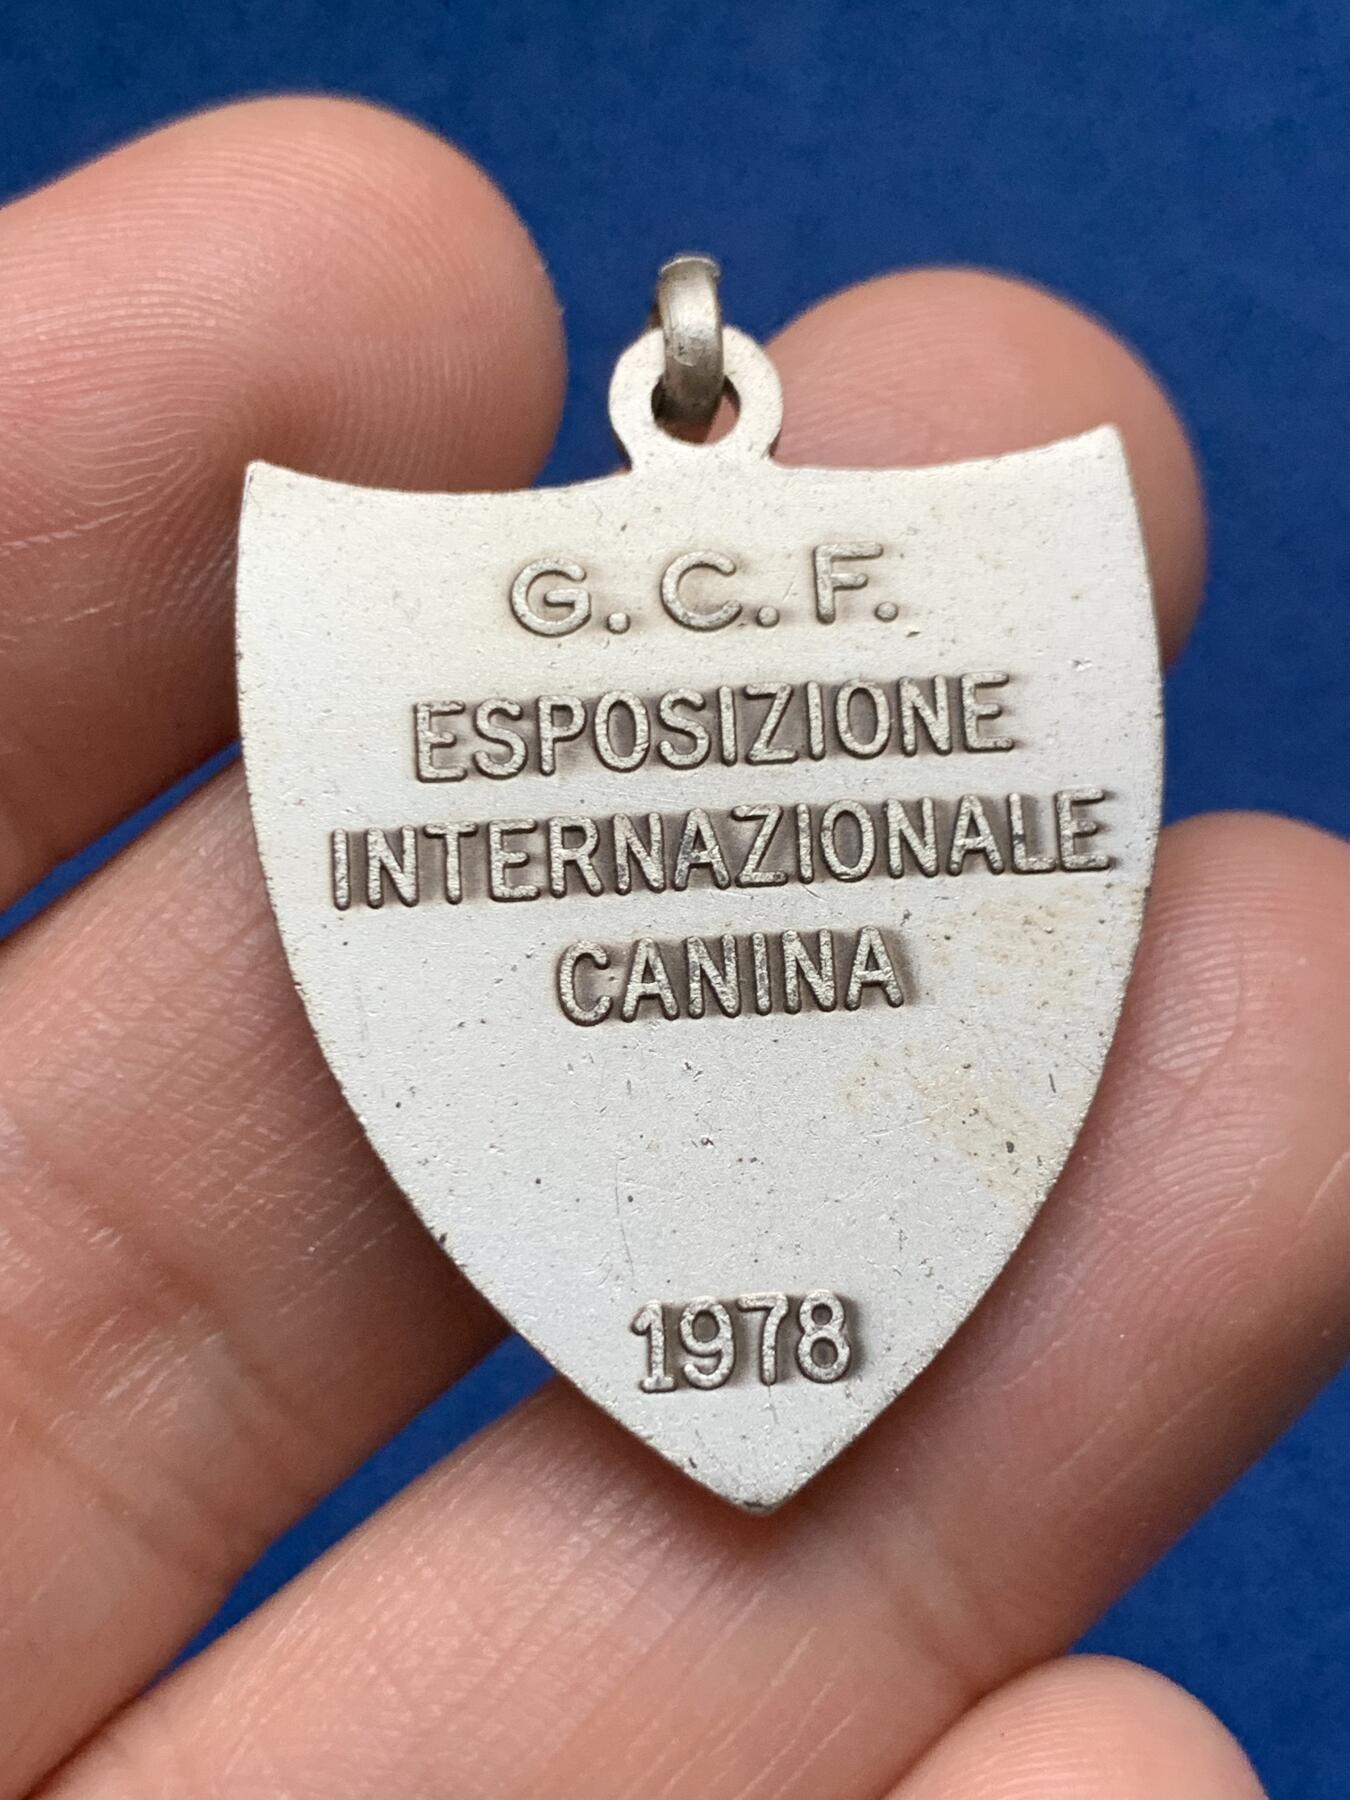 G.C.F.
ESPOSIZIONE
INTERNAZIONALE
CANINA
1978